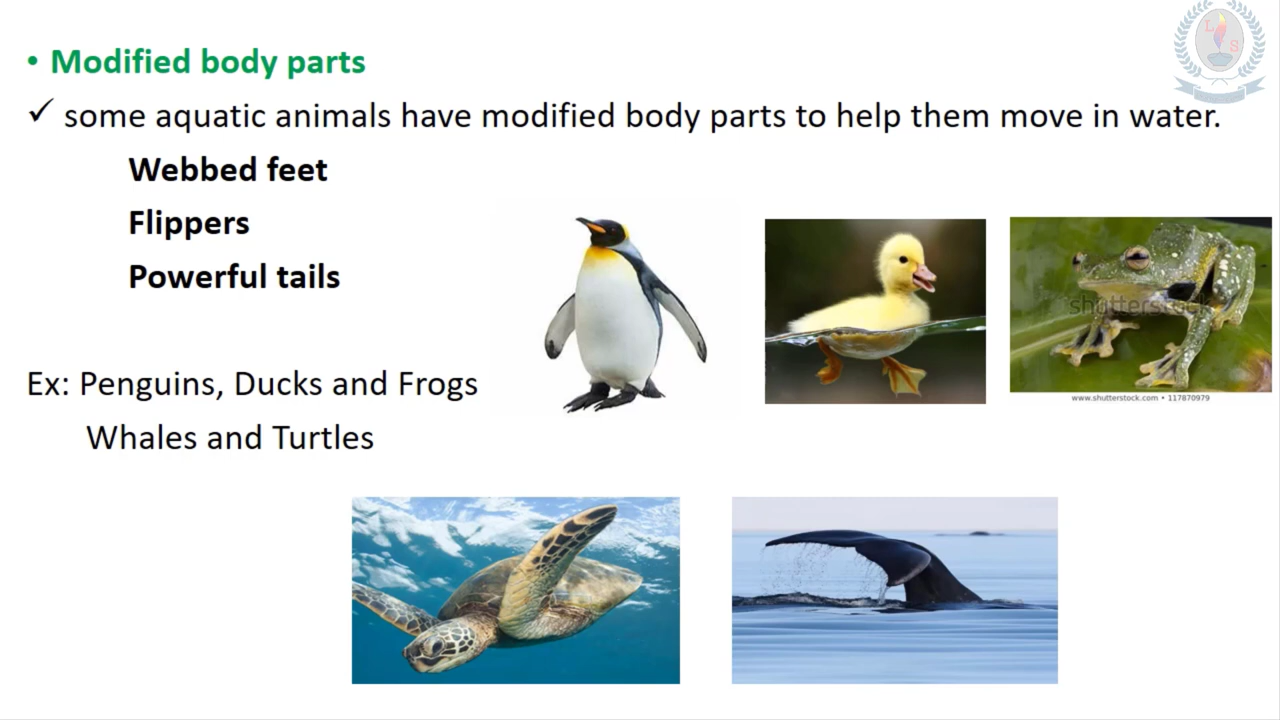 • Modified body parts
✓ some aquatic animals have modified body parts to help them move in water.
Webbed feet
Flippers
Powerful tails
Ex: Penguins, Ducks and Frogs
Whales and Turtles
L
S
shutterstock
www.shutterstock.com • 117870979